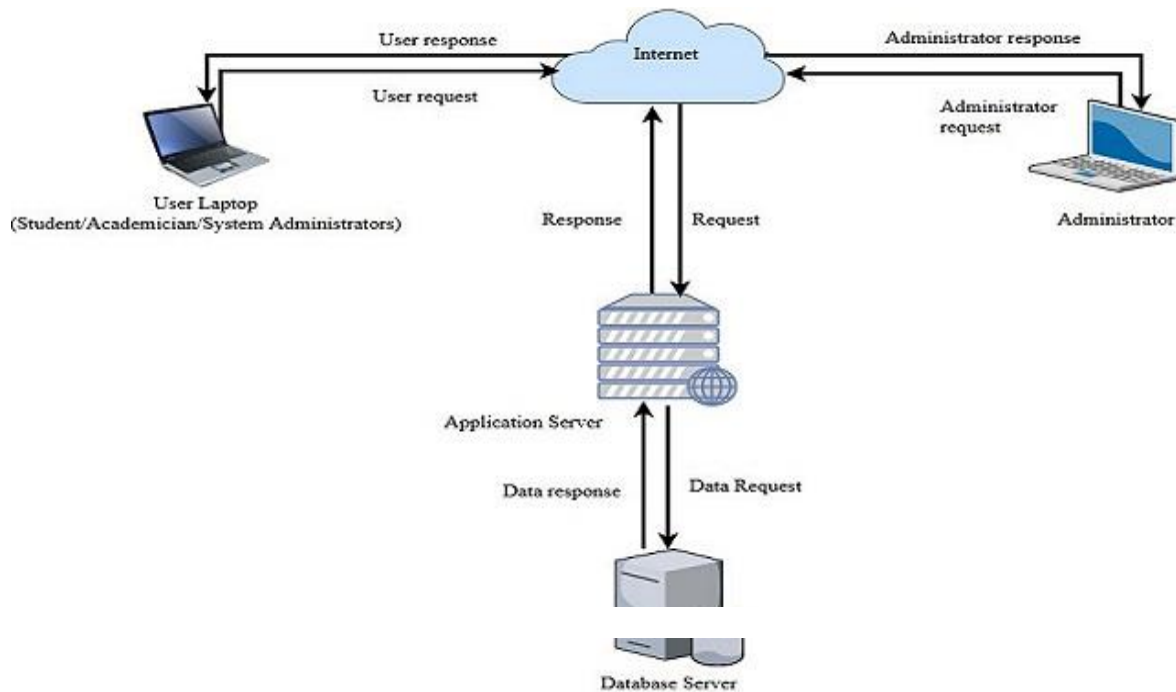 User response
Internet
Administrator response
User request
Administrator
request
User Laptop
(Student/Academician/System Administrators)
Administrator
Response
Request
Application Server
Data response
Data Request
Database Server